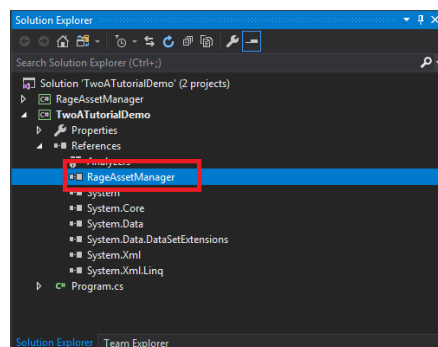 Solution Explorer
Search Solution Explorer (Ctrl+;)
Solution 'TwoATutorialDemo' (2 projects)
C# RageAssetManager
C# TwoATutorialDemo
Properties
References
Analyzers
RageAssetManager
System
System.Core
System.Data
System.Data.DataSetExtensions
System.Xml
System.Xml.Linq
C# Program.cs
Solution Explorer Team Explorer